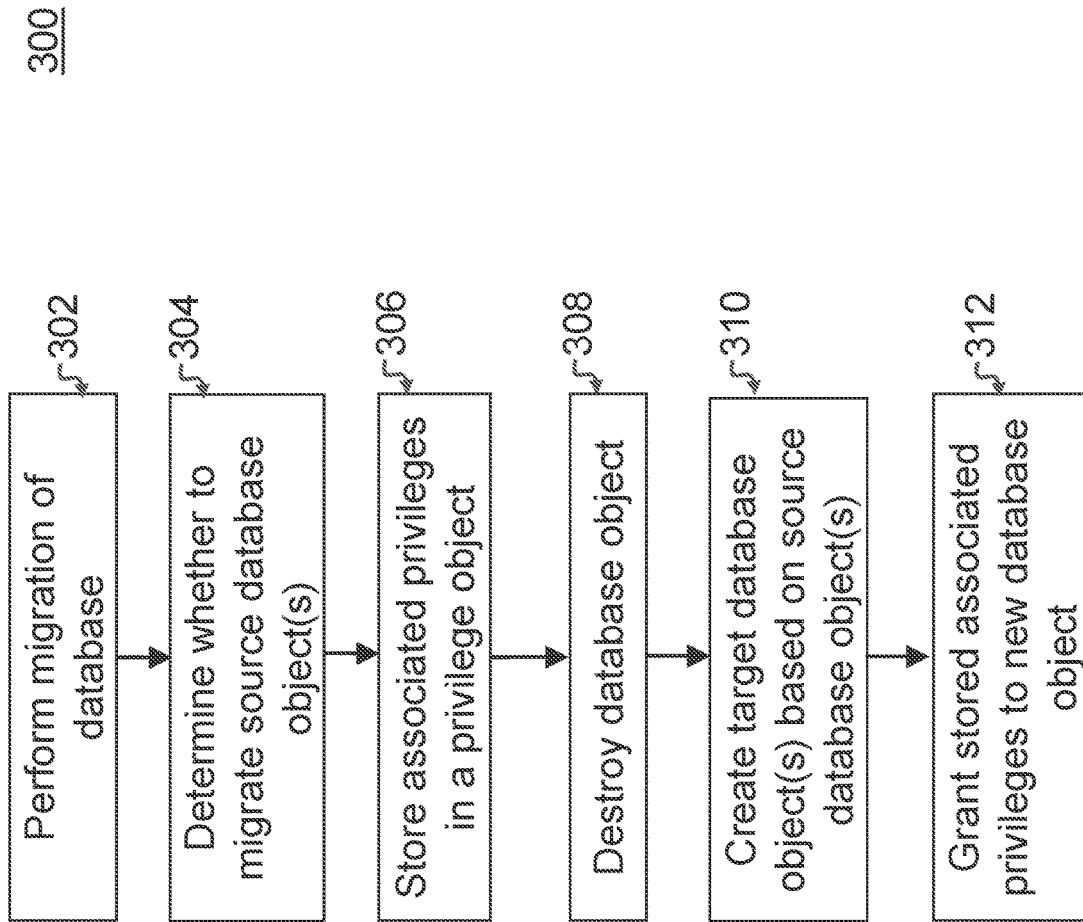 300
Perform migration of
database
302
Determine whether to
migrate source database
object(s)
304
Store associated privileges
in a privilege object
306
Destroy database object
308
Create target database
object(s) based on source
database object(s)
310
Grant stored associated
privileges to new database
object
312